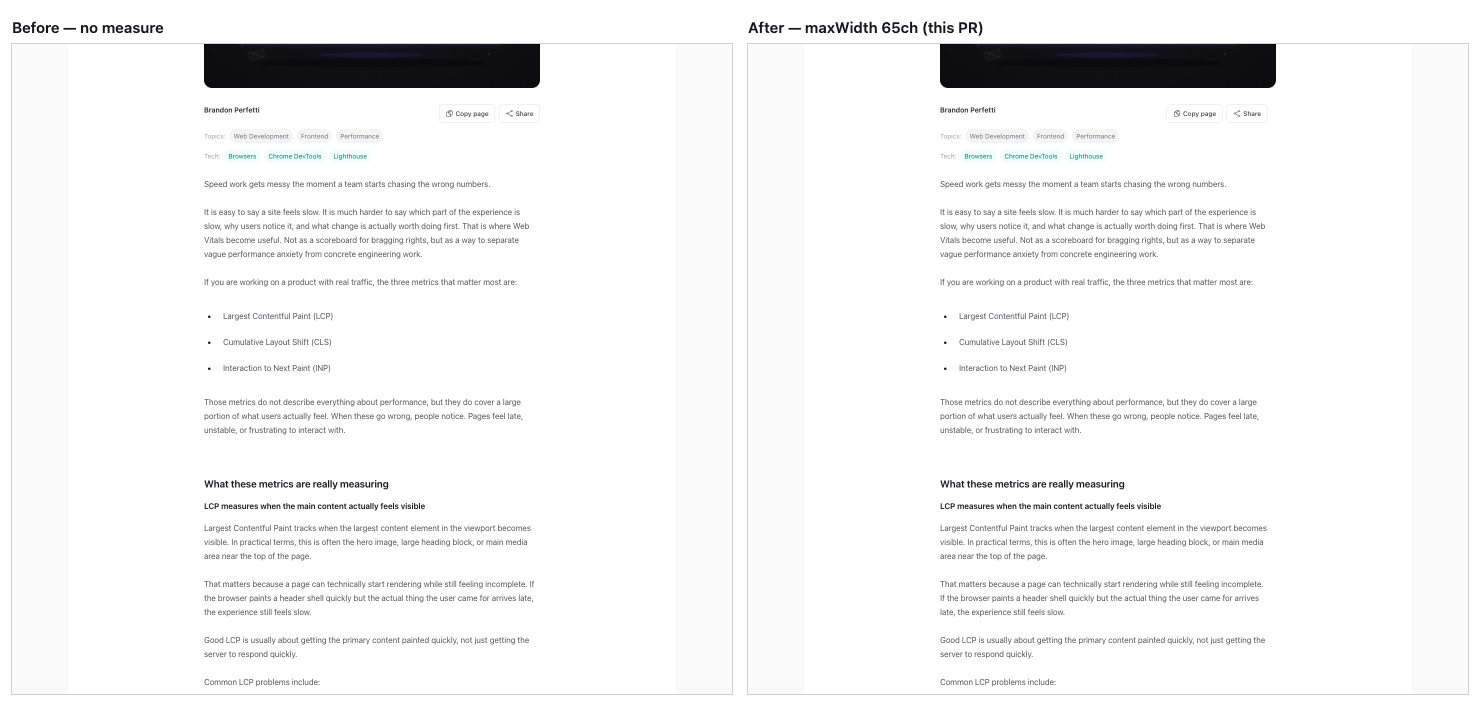 Before — no measure
Brandon Perfetti
Copy page
Share
Topics: Web Development Frontend Performance
Tech: Browsers Chrome DevTools Lighthouse
Speed work gets messy the moment a team starts chasing the wrong numbers.
It is easy to say a site feels slow. It is much harder to say which part of the experience is
slow, why users notice it, and what change is actually worth doing first. That is where Web
Vitals become useful. Not as a scoreboard for bragging rights, but as a way to separate
vague performance anxiety from concrete engineering work.
If you are working on a product with real traffic, the three metrics that matter most are:
• Largest Contentful Paint (LCP)
• Cumulative Layout Shift (CLS)
• Interaction to Next Paint (INP)
Those metrics do not describe everything about performance, but they do cover a large
portion of what users actually feel. When these go wrong, people notice. Pages feel late,
unstable, or frustrating to interact with.
What these metrics are really measuring
LCP measures when the main content actually feels visible
Largest Contentful Paint tracks when the largest content element in the viewport becomes
visible. In practical terms, this is often the hero image, large heading block, or main media
area near the top of the page.
That matters because a page can technically start rendering while still feeling incomplete. If
the browser paints a header shell quickly but the actual thing the user came for arrives late,
the experience still feels slow.
Good LCP is usually about getting the primary content painted quickly, not just getting the
server to respond quickly.
Common LCP problems include:
After — maxWidth 65ch (this PR)
Brandon Perfetti
Copy page
Share
Topics: Web Development Frontend Performance
Tech: Browsers Chrome DevTools Lighthouse
Speed work gets messy the moment a team starts chasing the wrong numbers.
It is easy to say a site feels slow. It is much harder to say which part of the experience is
slow, why users notice it, and what change is actually worth doing first. That is where Web
Vitals become useful. Not as a scoreboard for bragging rights, but as a way to separate
vague performance anxiety from concrete engineering work.
If you are working on a product with real traffic, the three metrics that matter most are:
• Largest Contentful Paint (LCP)
• Cumulative Layout Shift (CLS)
• Interaction to Next Paint (INP)
Those metrics do not describe everything about performance, but they do cover a large
portion of what users actually feel. When these go wrong, people notice. Pages feel late,
unstable, or frustrating to interact with.
What these metrics are really measuring
LCP measures when the main content actually feels visible
Largest Contentful Paint tracks when the largest content element in the viewport becomes
visible. In practical terms, this is often the hero image, large heading block, or main media
area near the top of the page.
That matters because a page can technically start rendering while still feeling incomplete.
If the browser paints a header shell quickly but the actual thing the user came for arrives
late, the experience still feels slow.
Good LCP is usually about getting the primary content painted quickly, not just getting the
server to respond quickly.
Common LCP problems include: